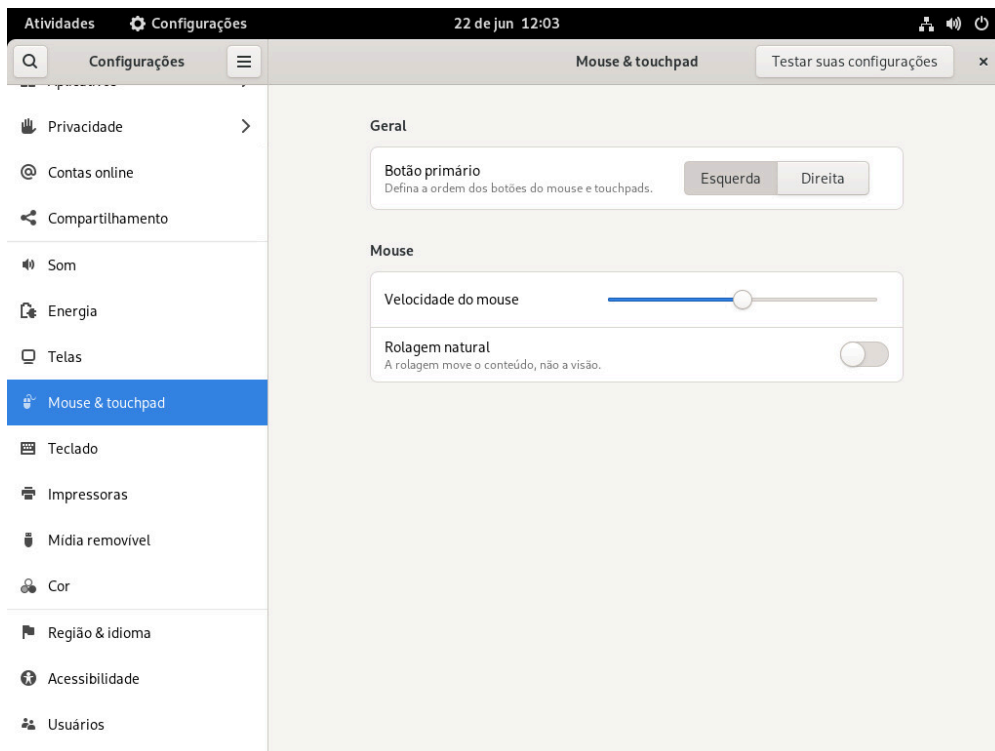 Atividades
Configurações
22 de jun 12:03
Configurações
Mouse & touchpad
Testar suas configurações
Privacidade
Contas online
Compartilhamento
Som
Energia
Telas
Mouse & touchpad
Teclado
Impressoras
Mídia removível
Cor
Região & idioma
Acessibilidade
Usuários
Geral
Botão primário
Defina a ordem dos botões do mouse e touchpads.
Esquerda
Direita
Mouse
Velocidade do mouse
Rolagem natural
A rolagem move o conteúdo, não a visão.